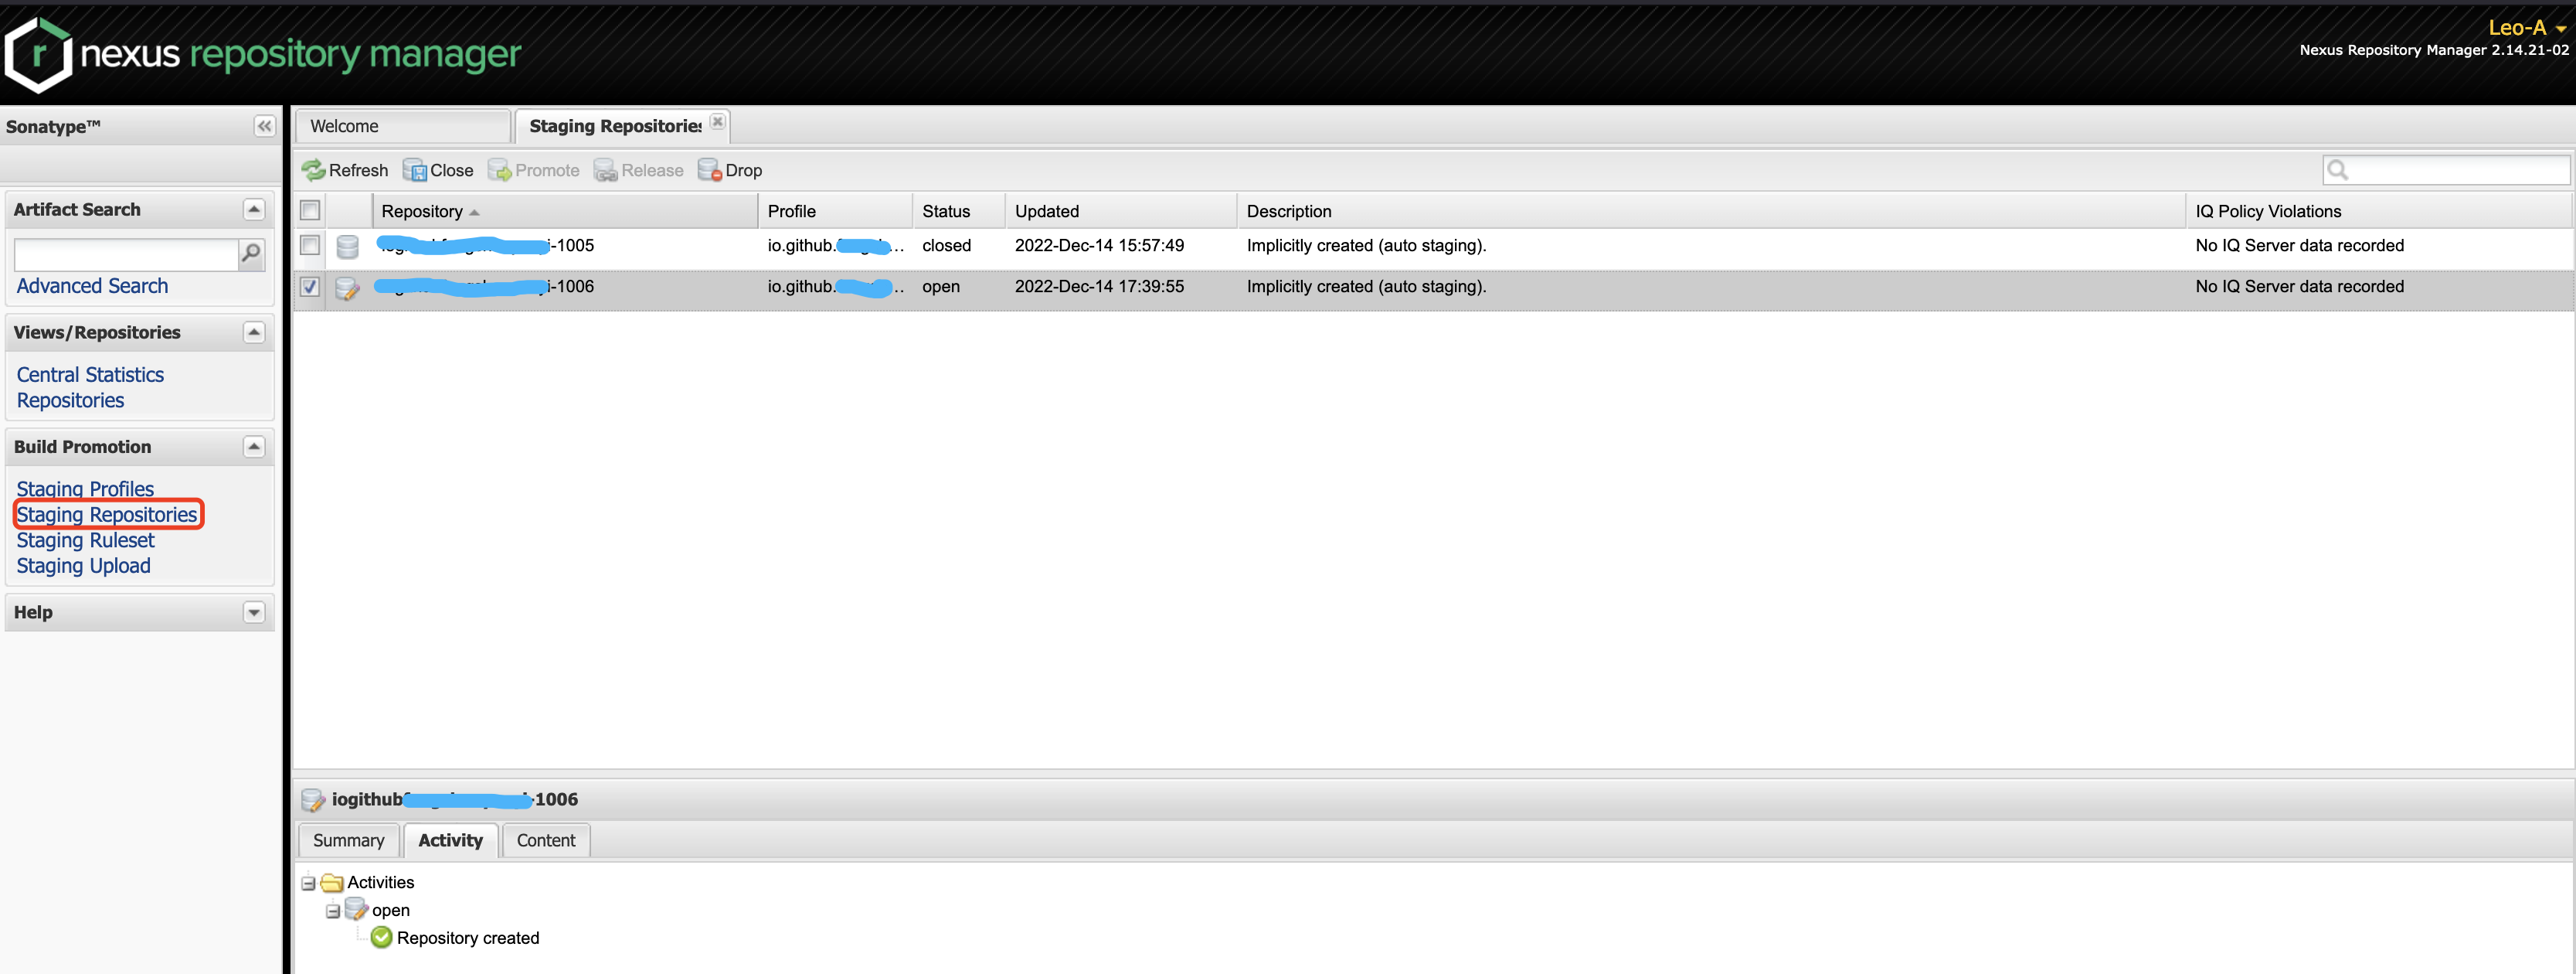 nexus repository manager
Leo-A
Nexus Repository Manager 2.14.21-02
Sonatype™
Artifact Search
Advanced Search
Views/Repositories
Central Statistics
Repositories
Build Promotion
Staging Profiles
Staging Repositories
Staging Ruleset
Staging Upload
Help
Welcome
Staging Repositories
Refresh Close Promote Release Drop
Repository Profile Status Updated Description IQ Policy Violations
-1005 io.github. ... closed 2022-Dec-14 15:57:49 Implicitly created (auto staging). No IQ Server data recorded
-1006 io.github. .. open 2022-Dec-14 17:39:55 Implicitly created (auto staging). No IQ Server data recorded
iogithub -1006
Summary Activity Content
Activities
open
Repository created